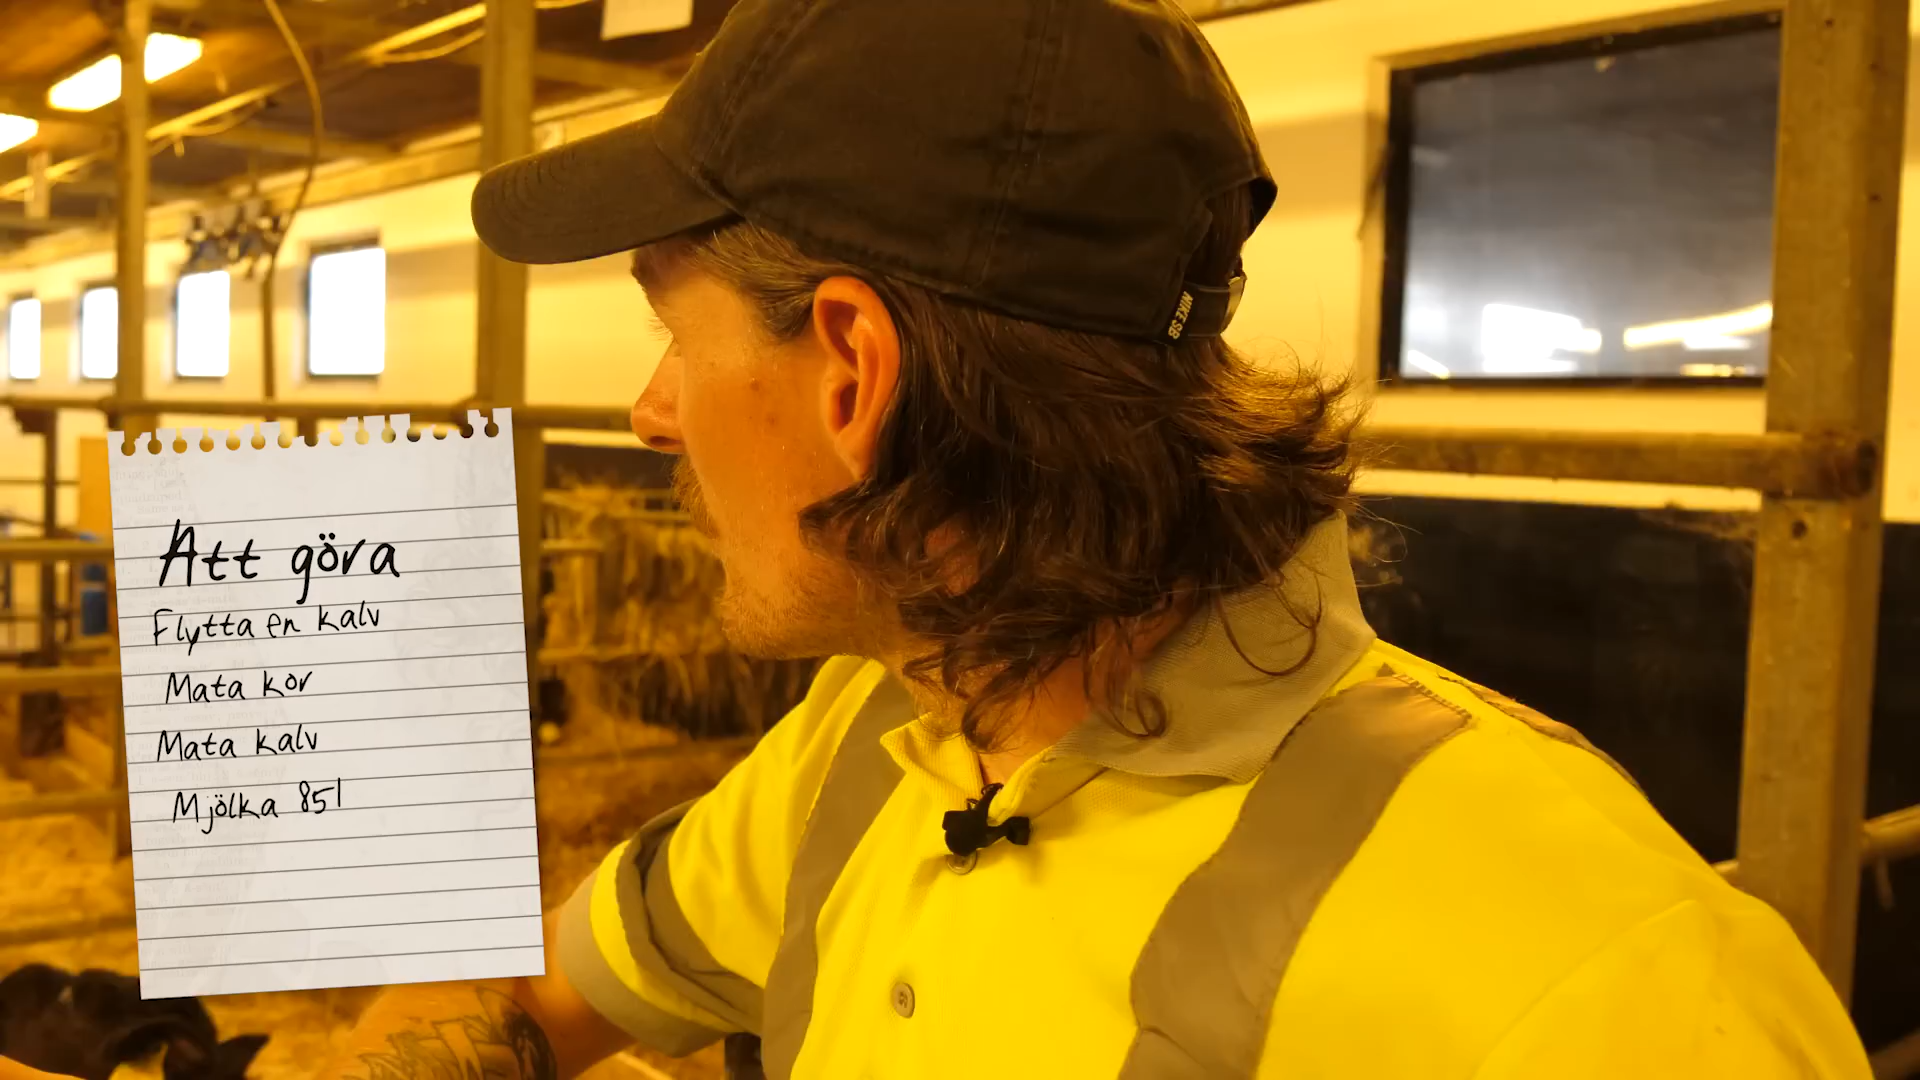 Att göra
Flytta en kalv
Mata kor
Mata kalv
Mjölka 851
NIKE SB